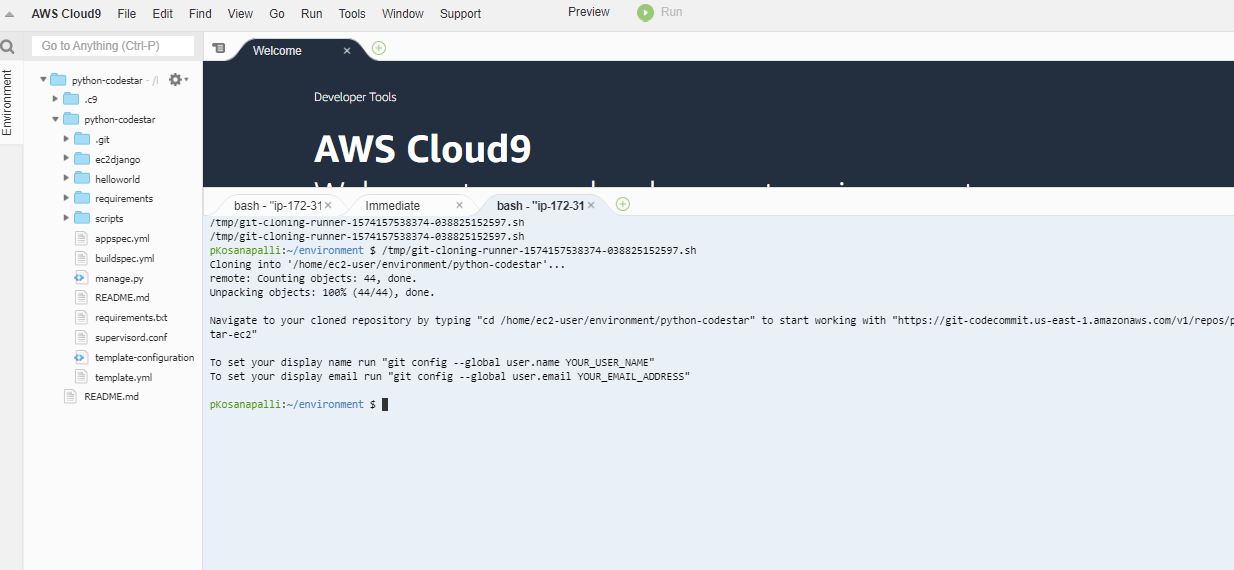 AWS Cloud9 File Edit Find View Go Run Tools Window Support Preview Run
Go to Anything (Ctrl-P)
Environment
python-codestar - /
.c9
python-codestar
.git
ec2django
helloworld
requirements
scripts
appspec.yml
buildspec.yml
manage.py
README.md
requirements.txt
supervisord.conf
template-configuration
template.yml
README.md
Welcome
Developer Tools
AWS Cloud9
bash - "ip-172-31 Immediate bash - "ip-172-31
/tmp/git-cloning-runner-1574157538374-038825152597.sh
/tmp/git-cloning-runner-1574157538374-038825152597.sh
pKosanapalli:~/environment $ /tmp/git-cloning-runner-1574157538374-038825152597.sh
Cloning into '/home/ec2-user/environment/python-codestar'...
remote: Counting objects: 44, done.
Unpacking objects: 100% (44/44), done.
Navigate to your cloned repository by typing "cd /home/ec2-user/environment/python-codestar" to start working with "https://git-codecommit.us-east-1.amazonaws.com/v1/repos/p
tar-ec2"
To set your display name run "git config --global user.name YOUR_USER_NAME"
To set your display email run "git config --global user.email YOUR_EMAIL_ADDRESS"
pKosanapalli:~/environment $